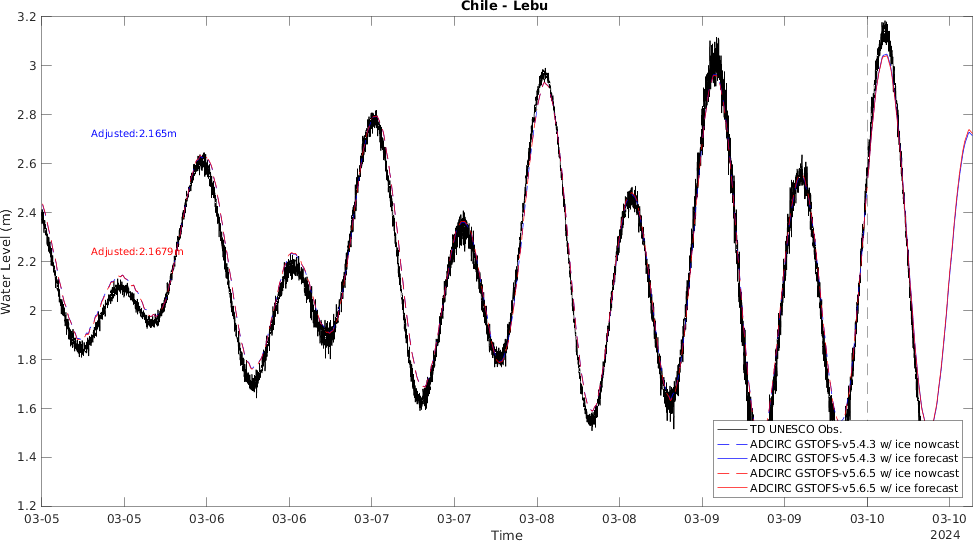 Chile - Lebu
Water Level (m)
3.2
3
2.8
2.6
2.4
2.2
2
1.8
1.6
1.4
1.2
Adjusted:2.165m
Adjusted:2.1679m
TD UNESCO Obs.
ADCIRC GSTOFS-v5.4.3 w/ ice nowcast
ADCIRC GSTOFS-v5.4.3 w/ ice forecast
ADCIRC GSTOFS-v5.6.5 w/ ice nowcast
ADCIRC GSTOFS-v5.6.5 w/ ice forecast
03-05 03-05 03-06 03-06 03-07 03-07 03-08 03-08 03-09 03-09 03-10 03-10
2024
Time